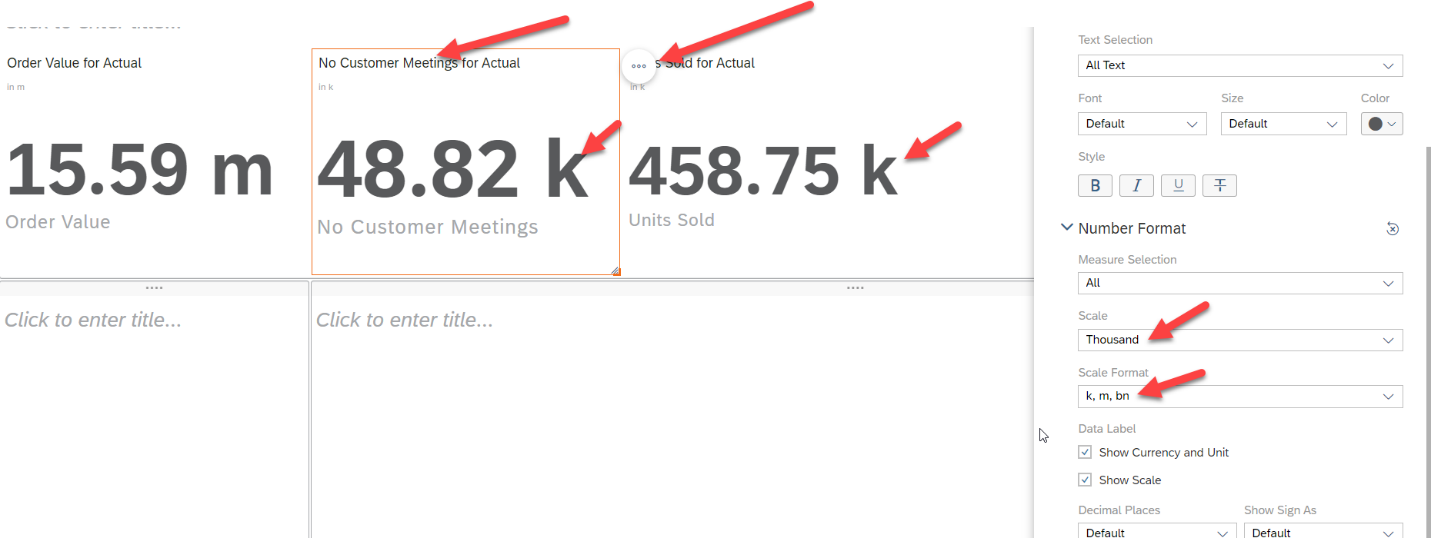 Order Value for Actual
in m
15.59 m
Order Value
No Customer Meetings for Actual
in k
48.82 k
No Customer Meetings
s Sold for Actual
in k
458.75 k
Units Sold
Click to enter title...
Click to enter title...
Text Selection
All Text
Font
Size
Color
Default
Default
Style
B I U T
Number Format
Measure Selection
All
Scale
Thousand
Scale Format
k, m, bn
Data Label
Show Currency and Unit
Show Scale
Decimal Places
Show Sign As
Default
Default